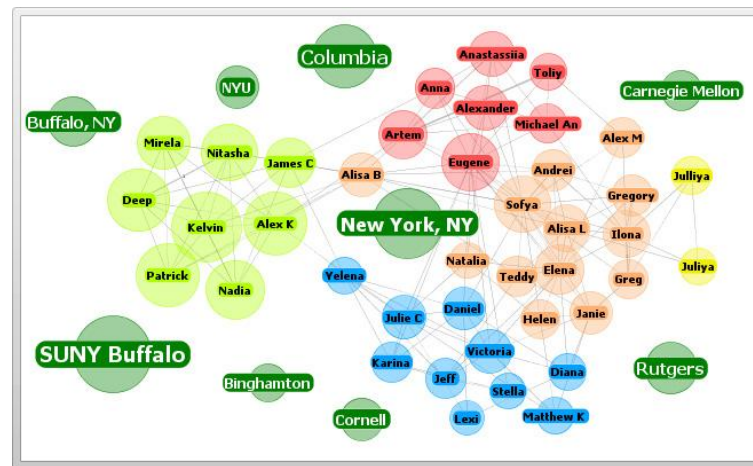 Columbia
Anastassiia
Toliy
NYU
Anna
Carnegie Mellon
Alexander
Buffalo, NY
Michael An
Artem
Alex M
Mirela
Nitasha
James C
Eugene
Andrei
Alisa B
Julliya
Deep
Gregory
Sofya
Kelvin
Alex K
New York, NY
Alisa L
Ilona
Natalia
Juliya
Patrick
Yelena
Teddy
Elena
Greg
Nadia
Daniel
Julie C
Helen
Janie
SUNY Buffalo
Victoria
Karina
Rutgers
Jeff
Diana
Binghamton
Stella
Cornell
Lexi
Matthew K